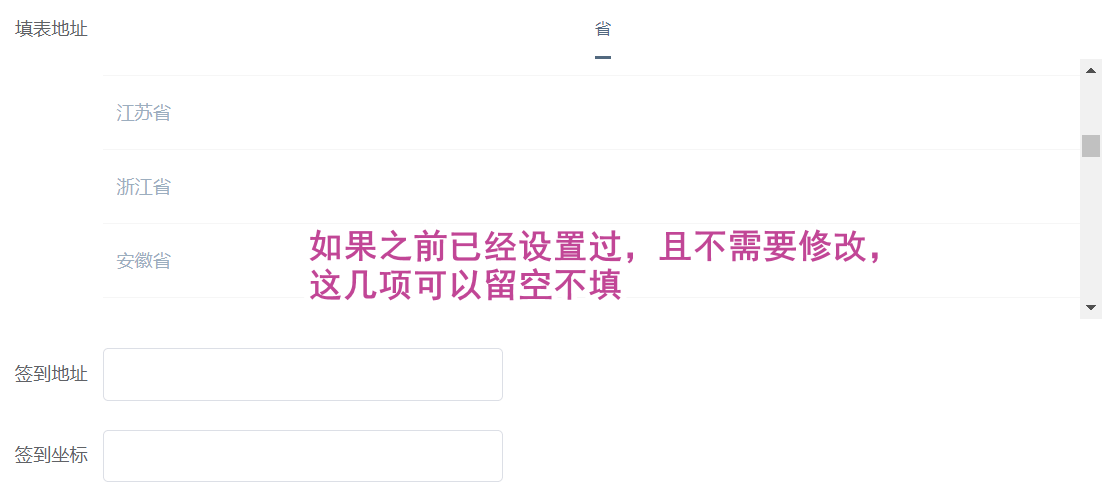 填表地址
省
江苏省
浙江省
安徽省
如果之前已经设置过，且不需要修改，
这几项可以留空不填
签到地址
签到坐标